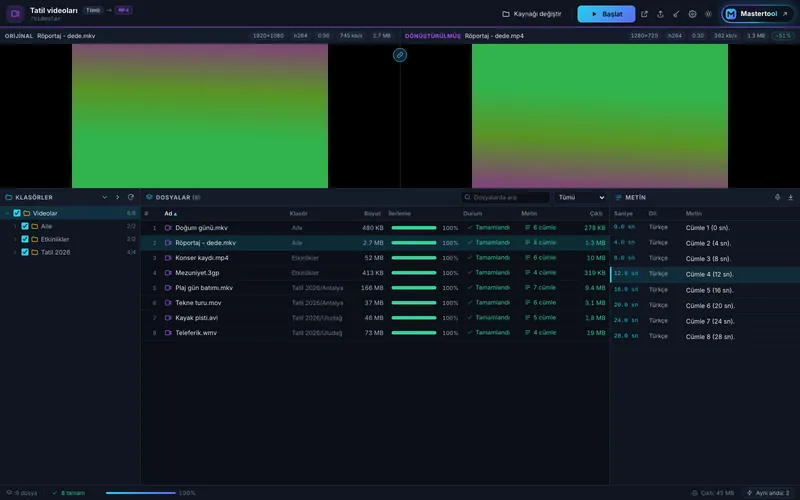 Tatil videoları Tümü → MP4
/Videolar
Kaynağı değiştir
Başlat
Mastertool
ORİJİNAL Röportaj - dede.mkv 1920×1080 h264 0:30 745 kb/s 2.7 MB
DÖNÜŞTÜRÜLMÜŞ Röportaj - dede.mp4 1280×720 h264 0:30 362 kb/s 1.3 MB −51%
KLASÖRLER
Videolar 8/8
Aile 2/2
Etkinlikler 2/2
Tatil 2026 4/4
DOSYALAR (8) Dosyalarda ara Tümü
# Ad Klasör Boyut İlerleme Durum Metin Çıktı
1 Doğum günü.mkv Aile 480 KB 100% Tamamlandı 6 cümle 278 KB
2 Röportaj - dede.mkv Aile 2.7 MB 100% Tamamlandı 8 cümle 1.3 MB
3 Konser kaydı.mp4 Etkinlikler 52 MB 100% Tamamlandı 6 cümle 10 MB
4 Mezuniyet.3gp Etkinlikler 413 KB 100% Tamamlandı 4 cümle 319 KB
5 Plaj gün batımı.mkv Tatil 2026/Antalya 166 MB 100% Tamamlandı 7 cümle 9.4 MB
6 Tekne turu.mov Tatil 2026/Antalya 37 MB 100% Tamamlandı 6 cümle 3.1 MB
7 Kayak pisti.avi Tatil 2026/Uludağ 46 MB 100% Tamamlandı 5 cümle 1.8 MB
8 Teleferik.wmv Tatil 2026/Uludağ 73 MB 100% Tamamlandı 4 cümle 19 MB
METİN
Saniye Dil Metin
0.0 sn Türkçe Cümle 1 (0 sn).
4.0 sn Türkçe Cümle 2 (4 sn).
8.0 sn Türkçe Cümle 3 (8 sn).
12.0 sn Türkçe Cümle 4 (12 sn).
16.0 sn Türkçe Cümle 5 (16 sn).
20.0 sn Türkçe Cümle 6 (20 sn).
24.0 sn Türkçe Cümle 7 (24 sn).
28.0 sn Türkçe Cümle 8 (28 sn).
8 dosya 8 tamam 100% Çıktı: 45 MB Aynı anda: 2